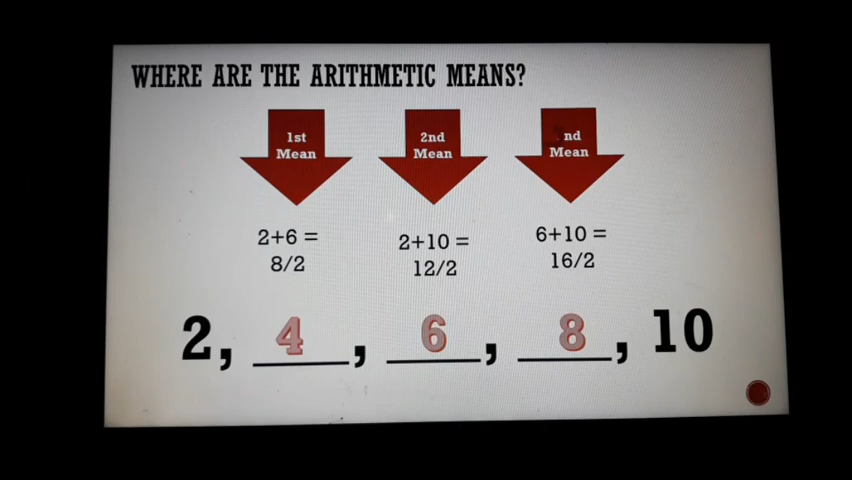 WHERE ARE THE ARITHMETIC MEANS?
1st
Mean
2nd
Mean
nd
Mean
2+6 =
8/2
2+10 =
12/2
6+10 =
16/2
2, 4, 6, 8, 10